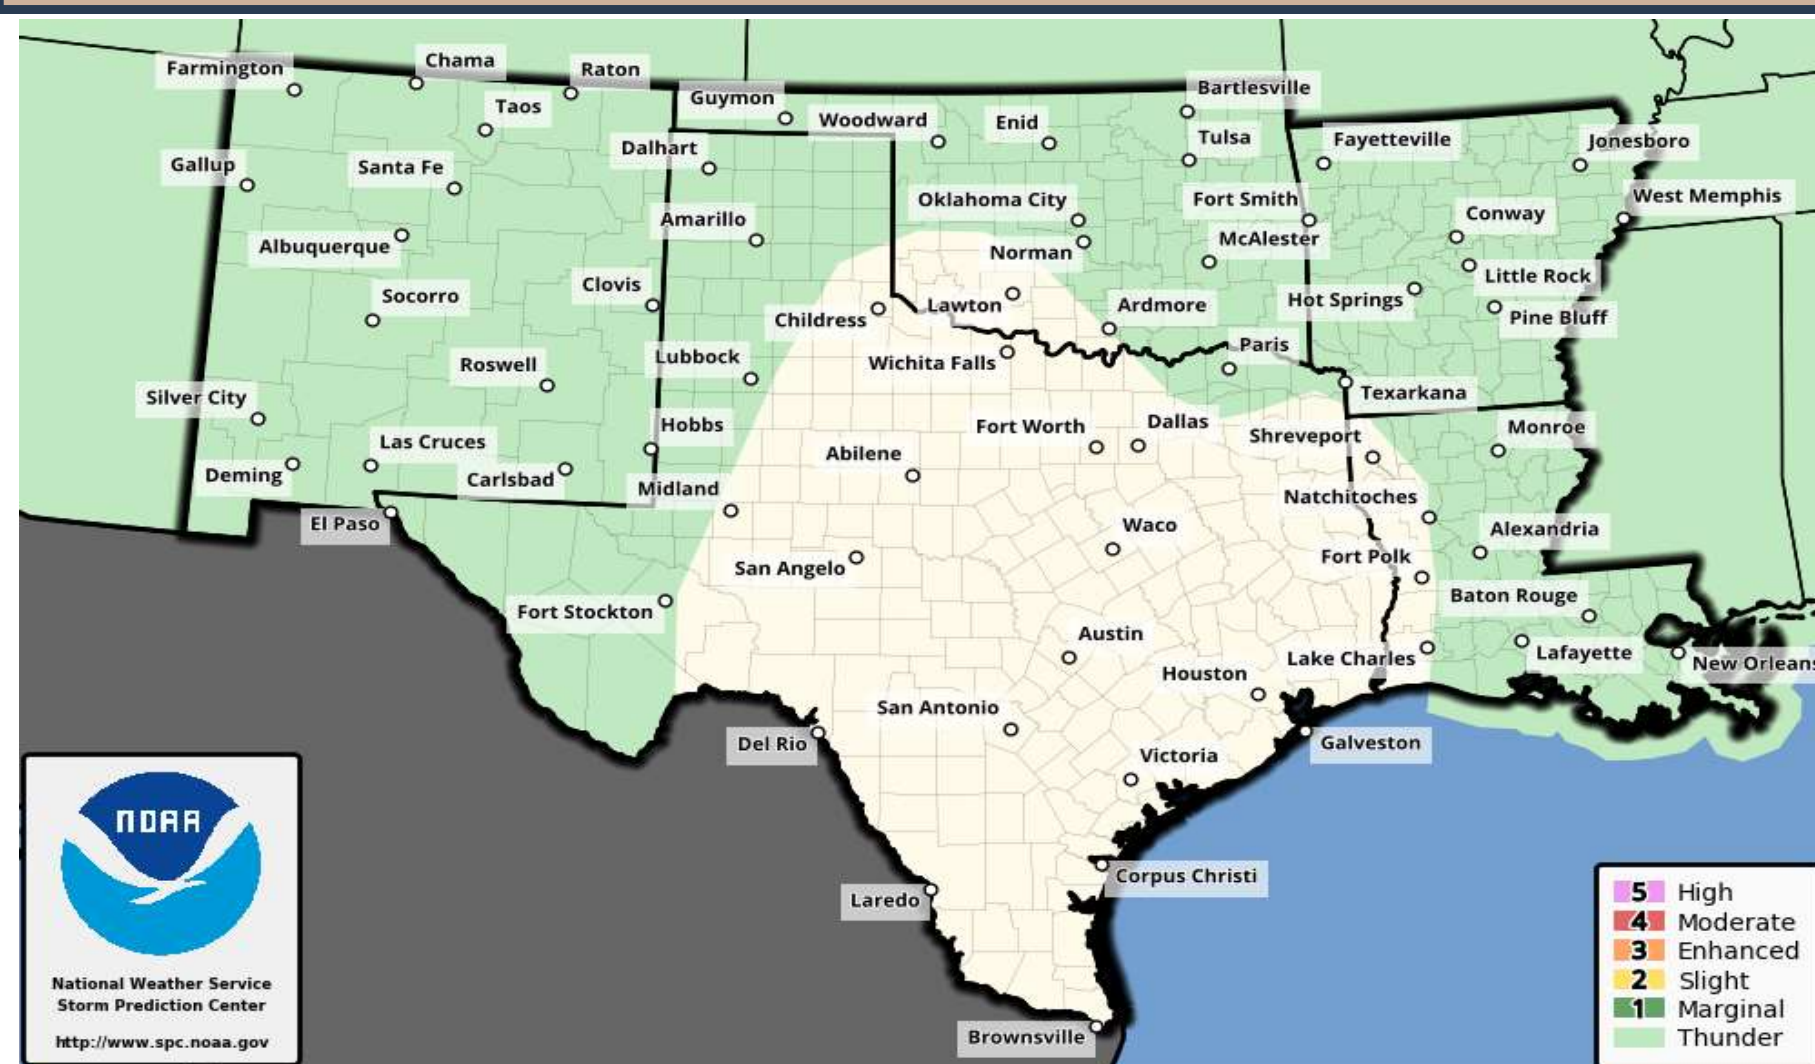 Farmington
Chama
Raton
Taos
Guymon
Woodward
Enid
Bartlesville
Tulsa
Fayetteville
Jonesboro
Gallup
Santa Fe
Dalhart
Amarillo
Oklahoma City
Fort Smith
Conway
West Memphis
Albuquerque
Norman
McAlester
Socorro
Clovis
Childress
Lawton
Ardmore
Hot Springs
Little Rock
Pine Bluff
Roswell
Lubbock
Wichita Falls
Paris
Silver City
Texarkana
Las Cruces
Hobbs
Fort Worth
Dallas
Shreveport
Monroe
Deming
Carlsbad
Midland
Abilene
Natchitoches
El Paso
Waco
Alexandria
San Angelo
Fort Polk
Fort Stockton
Baton Rouge
Austin
Houston
Lake Charles
Lafayette
New Orleans
San Antonio
Del Rio
Victoria
Galveston
Laredo
Corpus Christi
Brownsville
NOAA
National Weather Service
Storm Prediction Center
http://www.spc.noaa.gov
5 High
4 Moderate
3 Enhanced
2 Slight
1 Marginal
Thunder